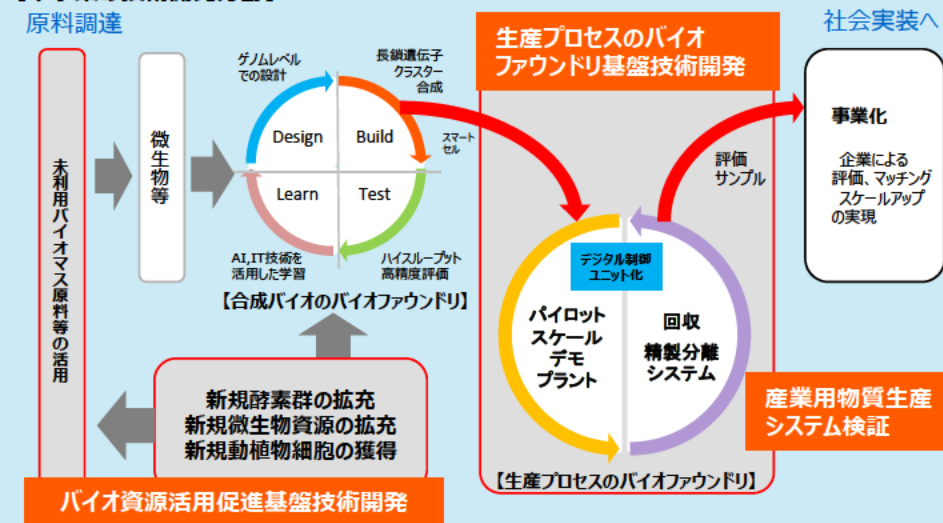 原料調達
社会実装へ
未利用バイオマス原料等の活用
微生物等
ゲノムレベル
での設計
長鎖遺伝子
クラスター
合成
スマート
セル
Design
Build
Learn
Test
AI,IT技術を
活用した学習
ハイスループット
高精度評価
【合成バイオのバイオファウンドリ】
新規酵素群の拡充
新規微生物資源の拡充
新規動植物細胞の獲得
バイオ資源活用促進基盤技術開発
生産プロセスのバイオ
ファウンドリ基盤技術開発
評価
サンプル
デジタル制御
ユニット化
パイロット
スケール
デモ
プラント
回収
精製分離
システム
【生産プロセスのバイオファウンドリ】
産業用物質生産
システム検証
事業化
企業による
評価、マッチング
スケールアップ
の実現